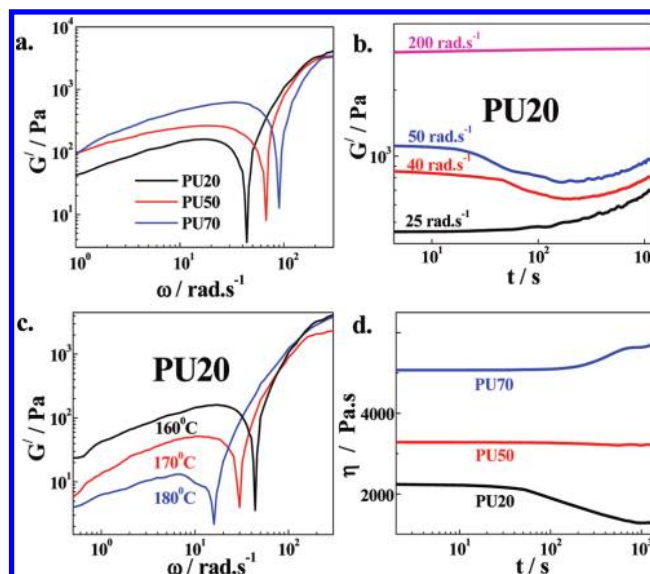 a.
G′ / Pa
10⁴
10³
10²
10¹
PU20
PU50
PU70
10⁰ 10¹ 10²
ω / rad.s⁻¹
b.
G′ / Pa
10³
200 rad.s⁻¹
PU20
50 rad.s⁻¹
40 rad.s⁻¹
25 rad.s⁻¹
10¹ 10² 10³
t / s
c.
G′ / Pa
10³
10²
10¹
PU20
160⁰C
170⁰C
180⁰C
10⁰ 10¹ 10²
ω / rad.s⁻¹
d.
η / Pa.s
4000
2000
PU70
PU50
PU20
10¹ 10² 10³
t / s